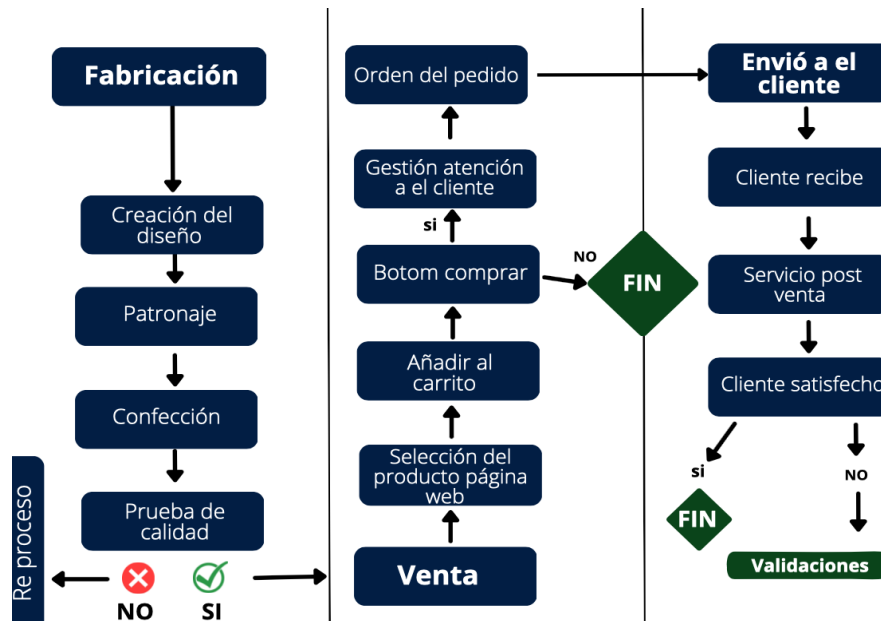 Fabricación
Creación del
diseño
Patronaje
Confección
Prueba de
calidad
Re proceso
NO
SI
Orden del pedido
Gestión atención
a el cliente
si
Botom comprar
NO
FIN
Añadir al
carrito
Selección del
producto página
web
Venta
Envió a el
cliente
Cliente recibe
Servicio post
venta
Cliente satisfecho
si
NO
FIN
Validaciones